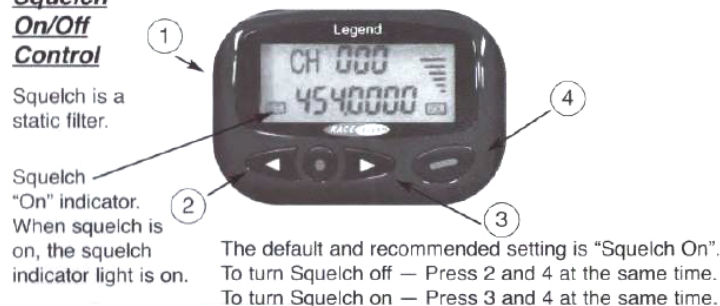 Squelch
On/Off
Control
Squelch is a
static filter.
Squelch
"On" indicator.
When squelch is
on, the squelch
indicator light is on.
1
Legend
CH 000
454.0000
RACE
2
3
4
The default and recommended setting is “Squelch On”.
To turn Squelch off — Press 2 and 4 at the same time.
To turn Squelch on — Press 3 and 4 at the same time.